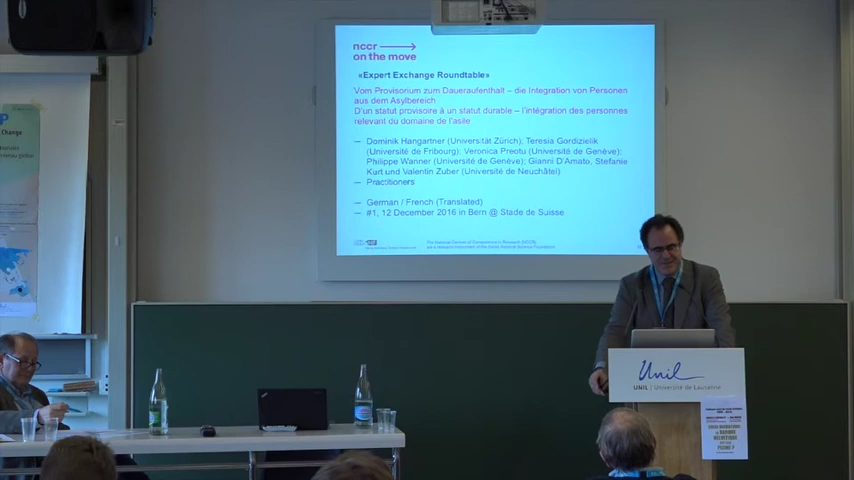 nccr
on the move
«Expert Exchange Roundtable»
Vom Provisorium zum Daueraufenthalt – die Integration von Personen
aus dem Asylbereich
D'un statut provisoire à un statut durable – l'intégration des personnes
relevant du domaine de l'asile
— Dominik Hangartner (Universität Zürich); Teresia Gordizielik
(Université de Fribourg); Veronica Preotu (Université de Genève);
Philippe Wanner (Université de Genève); Gianni D'Amato, Stefanie
Kurt und Valentin Zuber (Université de Neuchâtel)
— Practitioners
— German / French (Translated)
— #1, 12 December 2016 in Bern @ Stade de Suisse
P
Change
Unil
UNIL | Université de Lausanne